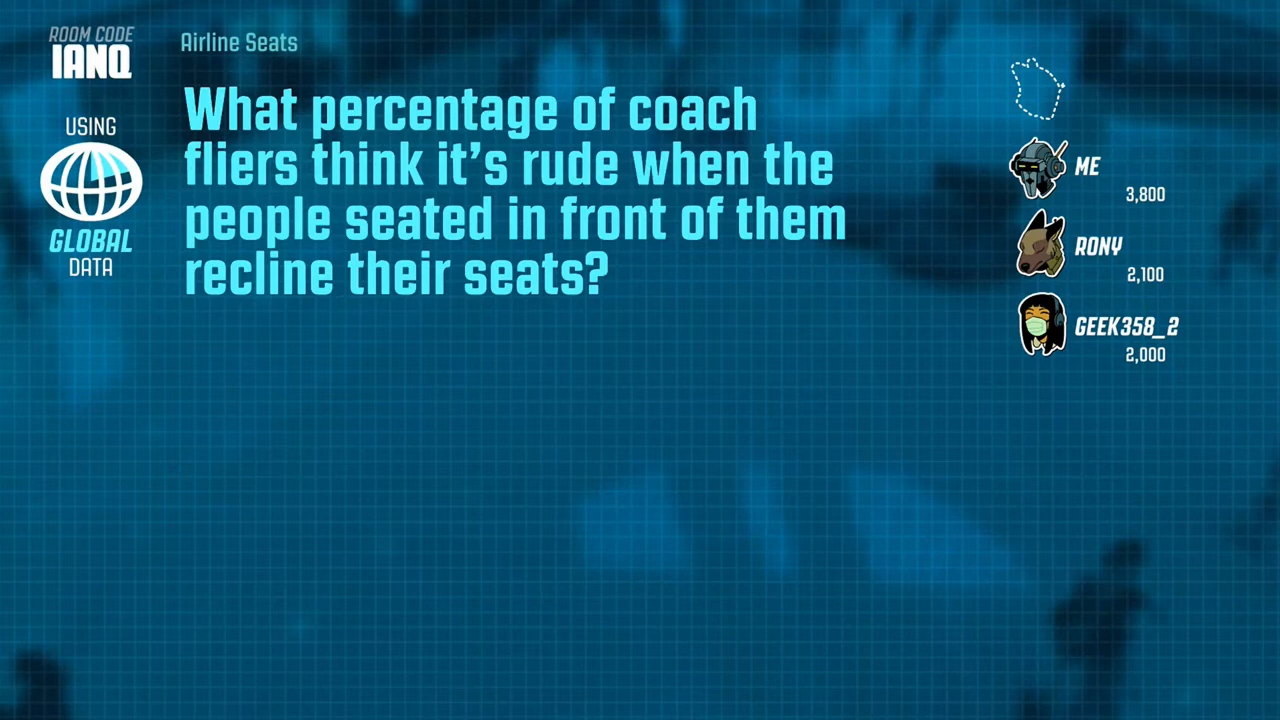 ROOM CODE
IANQ
USING
GLOBAL
DATA
Airline Seats
What percentage of coach
fliers think it's rude when the
people seated in front of them
recline their seats?
ME
3,800
RONY
2,100
GEEK358_2
2,000